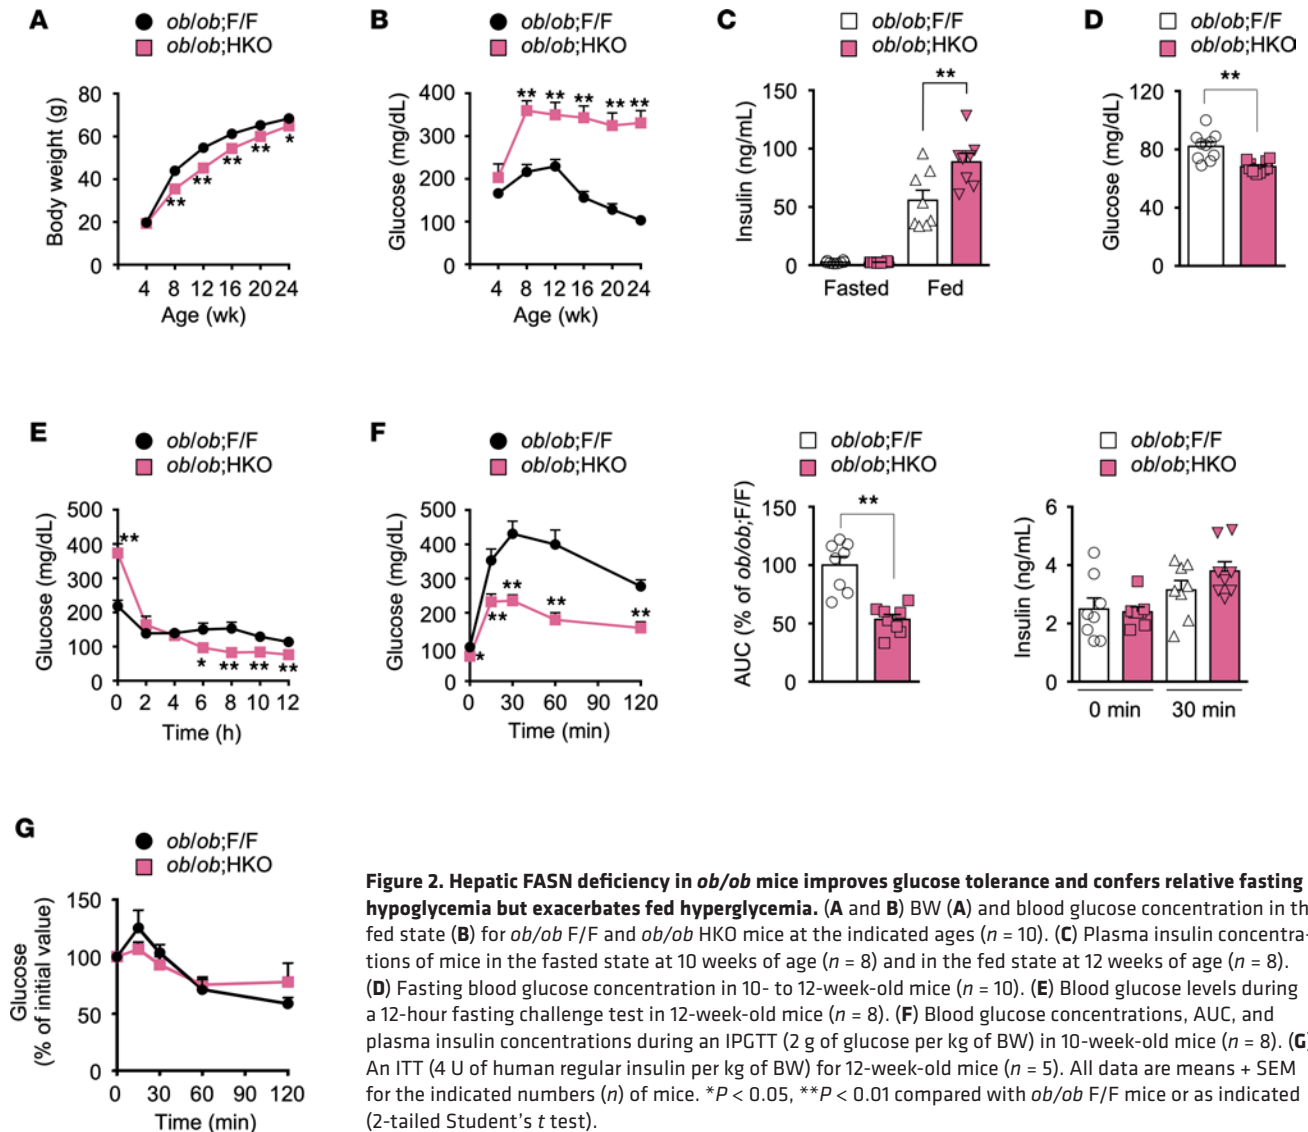 A
ob/ob;F/F
ob/ob;HKO
Body weight (g)
80
60
40
20
0
4 8 12 16 20 24
Age (wk)
** ** ** ** *
B
ob/ob;F/F
ob/ob;HKO
Glucose (mg/dL)
400
300
200
100
0
** ** ** ** **
4 8 12 16 20 24
Age (wk)
C
ob/ob;F/F
ob/ob;HKO
Insulin (ng/mL)
150
100
50
0
**
Fasted Fed
D
ob/ob;F/F
ob/ob;HKO
Glucose (mg/dL)
120
80
40
0
**
E
ob/ob;F/F
ob/ob;HKO
Glucose (mg/dL)
500
400
300
200
100
0
**
* ** ** **
0 2 4 6 8 10 12
Time (h)
F
ob/ob;F/F
ob/ob;HKO
Glucose (mg/dL)
500
400
300
200
100
0
* ** ** ** **
0 30 60 90 120
Time (min)
ob/ob;F/F
ob/ob;HKO
AUC (% of ob/ob;F/F)
150
100
50
0
**
ob/ob;F/F
ob/ob;HKO
Insulin (ng/mL)
6
4
2
0
0 min 30 min
G
ob/ob;F/F
ob/ob;HKO
Glucose
(% of initial value)
150
100
50
0
0 30 60 90 120
Time (min)
Figure 2. Hepatic FASN deficiency in ob/ob mice improves glucose tolerance and confers relative fasting
hypoglycemia but exacerbates fed hyperglycemia. (A and B) BW (A) and blood glucose concentration in th
fed state (B) for ob/ob F/F and ob/ob HKO mice at the indicated ages (n = 10). (C) Plasma insulin concentra-
tions of mice in the fasted state at 10 weeks of age (n = 8) and in the fed state at 12 weeks of age (n = 8).
(D) Fasting blood glucose concentration in 10- to 12-week-old mice (n = 10). (E) Blood glucose levels during
a 12-hour fasting challenge test in 12-week-old mice (n = 8). (F) Blood glucose concentrations, AUC, and
plasma insulin concentrations during an IPGTT (2 g of glucose per kg of BW) in 10-week-old mice (n = 8). (G)
An ITT (4 U of human regular insulin per kg of BW) for 12-week-old mice (n = 5). All data are means + SEM
for the indicated numbers (n) of mice. *P < 0.05, **P < 0.01 compared with ob/ob F/F mice or as indicated
(2-tailed Student's t test).